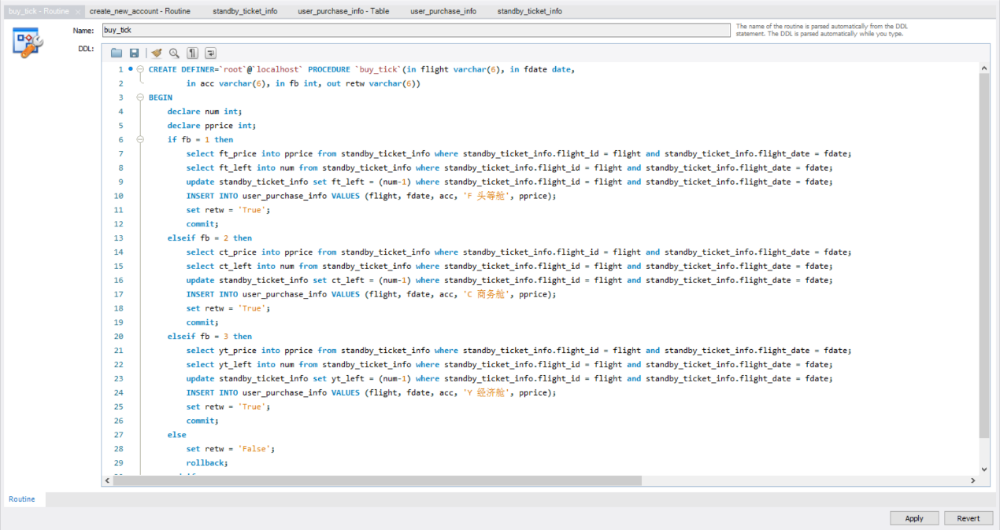 buy_tick - Routine × create_new_account - Routine standby_ticket_info user_purchase_info - Table user_purchase_info standby_ticket_info
Name: buy_tick The name of the routine is parsed automatically from the DDL
statement. The DDL is parsed automatically while you type.
DDL:
1 CREATE DEFINER=`root`@`localhost` PROCEDURE `buy_tick`(in flight varchar(6), in fdate date,
2 in acc varchar(6), in fb int, out retw varchar(6))
3 BEGIN
4 declare num int;
5 declare pprice int;
6 if fb = 1 then
7 select ft_price into pprice from standby_ticket_info where standby_ticket_info.flight_id = flight and standby_ticket_info.flight_date = fdate;
8 select ft_left into num from standby_ticket_info where standby_ticket_info.flight_id = flight and standby_ticket_info.flight_date = fdate;
9 update standby_ticket_info set ft_left = (num-1) where standby_ticket_info.flight_id = flight and standby_ticket_info.flight_date = fdate;
10 INSERT INTO user_purchase_info VALUES (flight, fdate, acc, 'F 头等舱', pprice);
11 set retw = 'True';
12 commit;
13 elseif fb = 2 then
14 select ct_price into pprice from standby_ticket_info where standby_ticket_info.flight_id = flight and standby_ticket_info.flight_date = fdate;
15 select ct_left into num from standby_ticket_info where standby_ticket_info.flight_id = flight and standby_ticket_info.flight_date = fdate;
16 update standby_ticket_info set ct_left = (num-1) where standby_ticket_info.flight_id = flight and standby_ticket_info.flight_date = fdate;
17 INSERT INTO user_purchase_info VALUES (flight, fdate, acc, 'C 商务舱', pprice);
18 set retw = 'True';
19 commit;
20 elseif fb = 3 then
21 select yt_price into pprice from standby_ticket_info where standby_ticket_info.flight_id = flight and standby_ticket_info.flight_date = fdate;
22 select yt_left into num from standby_ticket_info where standby_ticket_info.flight_id = flight and standby_ticket_info.flight_date = fdate;
23 update standby_ticket_info set yt_left = (num-1) where standby_ticket_info.flight_id = flight and standby_ticket_info.flight_date = fdate;
24 INSERT INTO user_purchase_info VALUES (flight, fdate, acc, 'Y 经济舱', pprice);
25 set retw = 'True';
26 commit;
27 else
28 set retw = 'False';
29 rollback;
Routine
Apply Revert